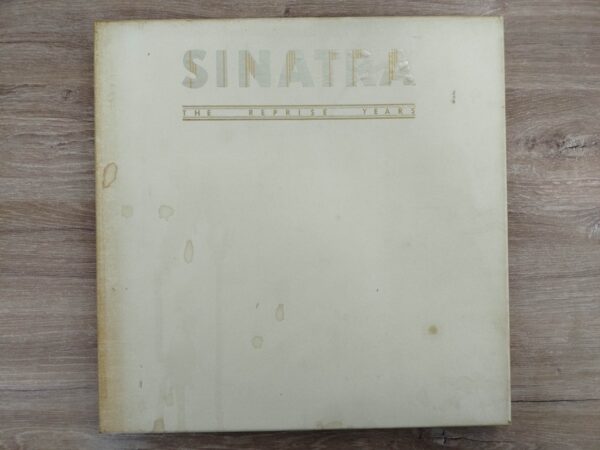 SINATRA
THE REPRISE YEARS